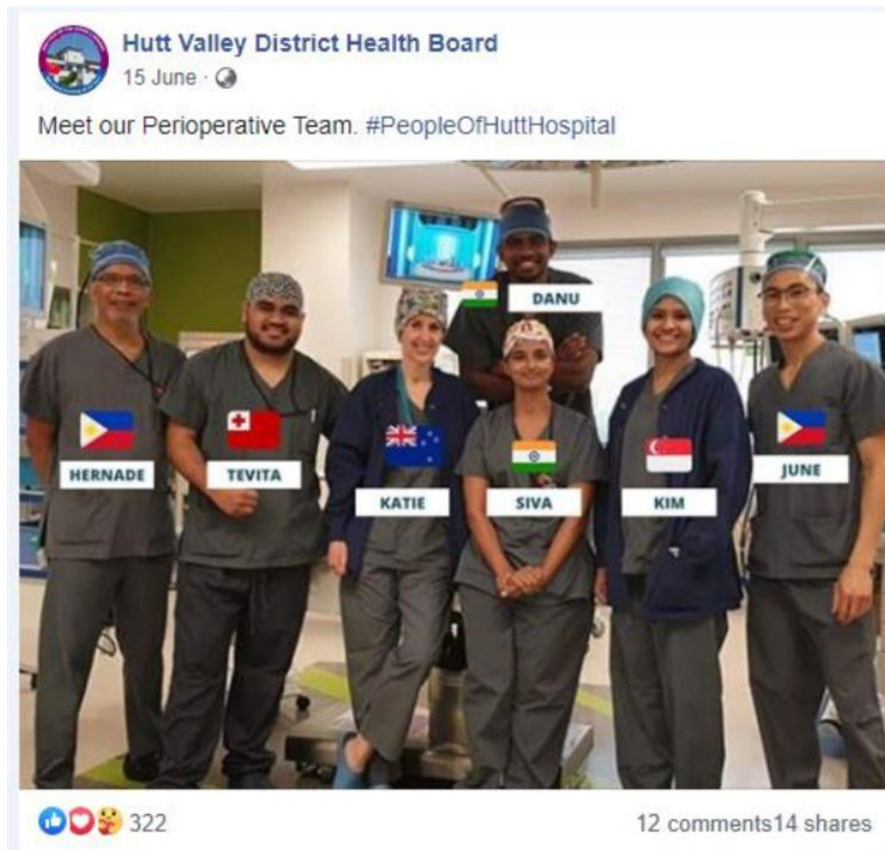 Hutt Valley District Health Board
15 June ·
Meet our Perioperative Team. #PeopleOfHuttHospital
DANU
HERNADE
TEVITA
KATIE
SIVA
KIM
JUNE
322
12 comments14 shares